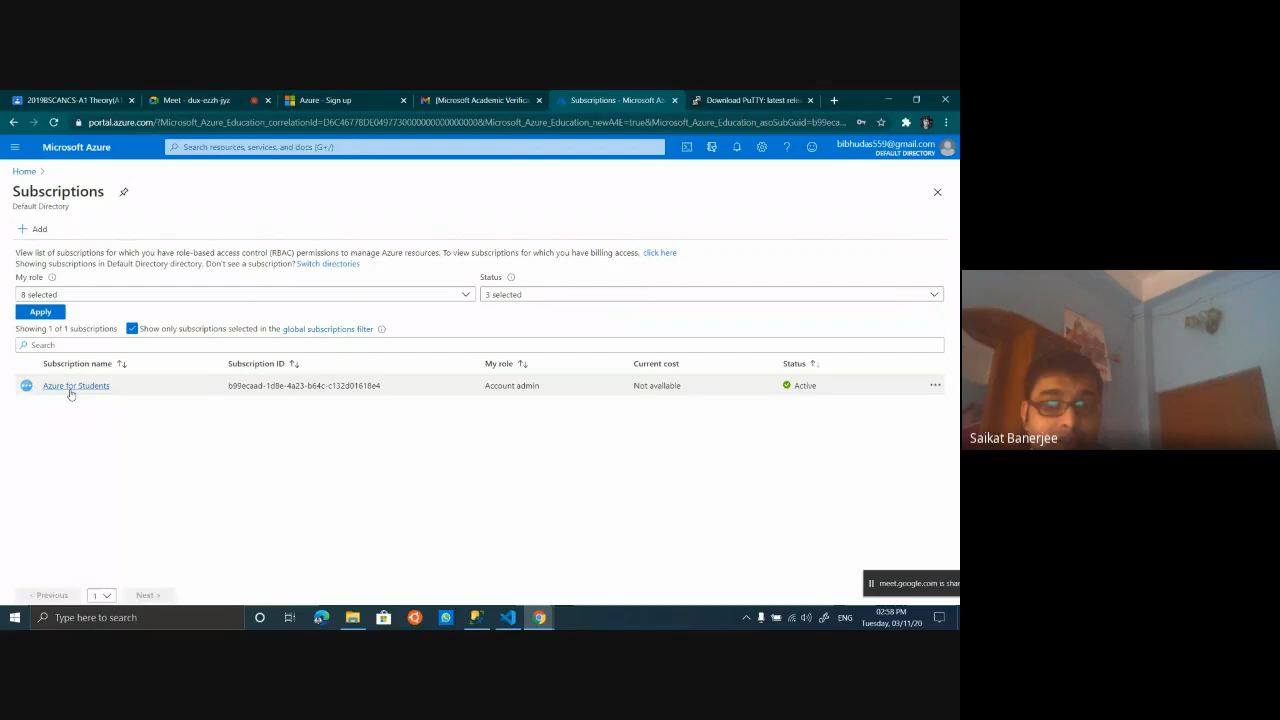 2019BSCANCS-A1 Theory(A1
Meet - dux-ezzh-jyz
Azure - Sign up
[Microsoft Academic Verifica
Subscriptions - Microsoft Az
Download PuTTY: latest relea
portal.azure.com/?Microsoft_Azure_Education_correlationId=D6C46778DE0497730000000000000000&Microsoft_Azure_Education_newA4E=true&Microsoft_Azure_Education_asoSubGuid=b99eca...
Microsoft Azure
Search resources, services, and docs (G+/)
bibhudas559@gmail.com
DEFAULT DIRECTORY
Home
Subscriptions
Default Directory
Add
View list of subscriptions for which you have role-based access control (RBAC) permissions to manage Azure resources. To view subscriptions for which you have billing access, click here
Showing subscriptions in Default Directory directory. Don't see a subscription? Switch directories
My role
Status
8 selected
3 selected
Apply
Showing 1 of 1 subscriptions
Show only subscriptions selected in the global subscriptions filter
Search
Subscription name
Subscription ID
My role
Current cost
Status
Azure for Students
b99ecaad-1d8e-4a23-b64c-c132d01618e4
Account admin
Not available
Active
Saikat Banerjee
meet.google.com is shar
< Previous
1
Next >
Type here to search
ENG
02:58 PM
Tuesday, 03/11/20